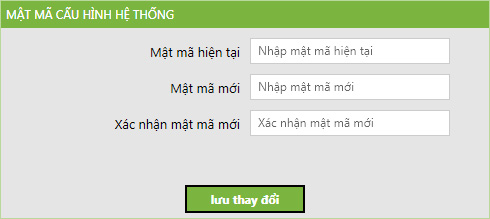 MẬT MÃ CẤU HÌNH HỆ THỐNG
Mật mã hiện tại Nhập mật mã hiện tại
Mật mã mới Nhập mật mã mới
Xác nhận mật mã mới Xác nhận mật mã mới
lưu thay đổi